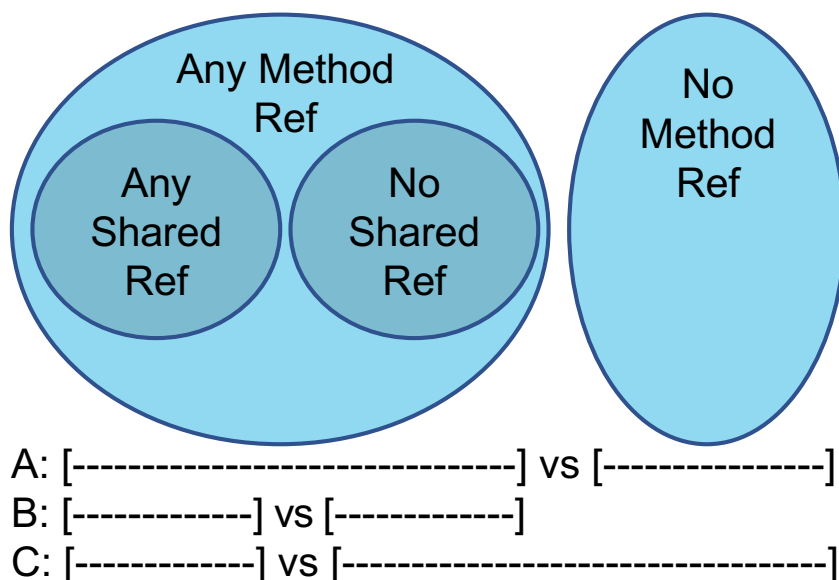 Any Method
Ref
Any
Shared
Ref
No
Shared
Ref
No
Method
Ref
A: [--------------------------------] vs [----------------]
B: [-------------] vs [-------------]
C: [-------------] vs [-----------------------------------]